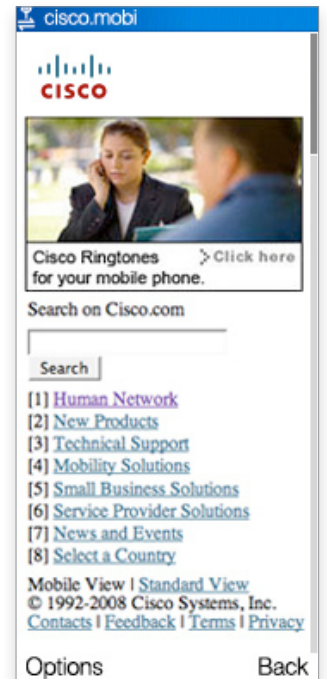 cisco.mobi
CISCO
Cisco Ringtones > Click here
for your mobile phone.
Search on Cisco.com
Search
[1] Human Network
[2] New Products
[3] Technical Support
[4] Mobility Solutions
[5] Small Business Solutions
[6] Service Provider Solutions
[7] News and Events
[8] Select a Country
Mobile View | Standard View
© 1992-2008 Cisco Systems, Inc.
Contacts | Feedback | Terms | Privacy
Options Back